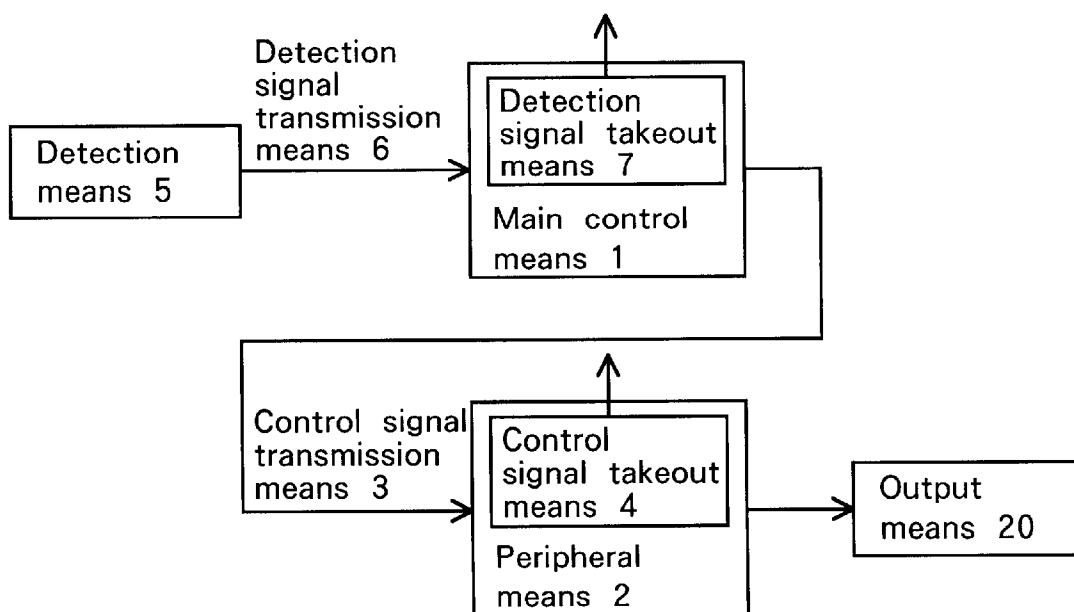 Detection
signal
transmission
means 6
Detection
means 5
Detection
signal takeout
means 7
Main control
means 1
Control signal
transmission
means 3
Control
signal takeout
means 4
Peripheral
means 2
Output
means 20